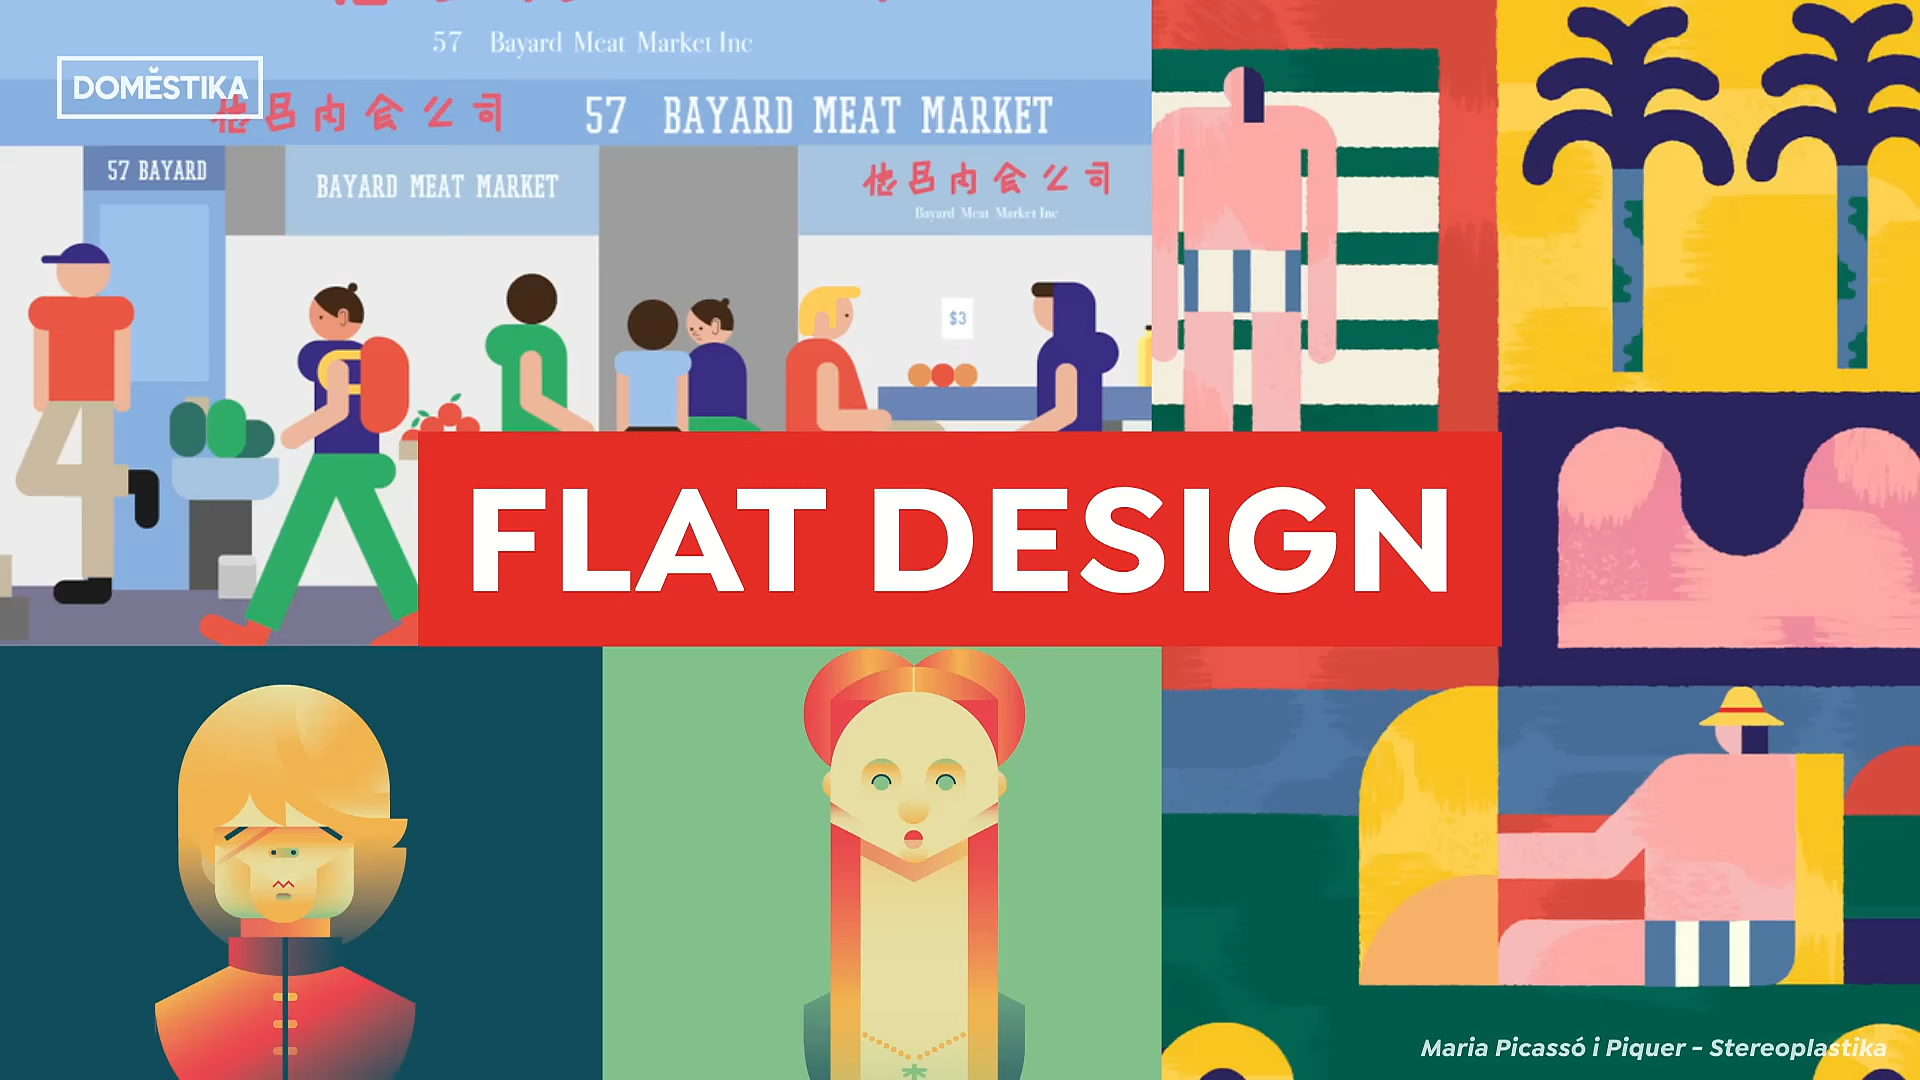 57 Bayard Meat Market Inc
DOMĚSTIKA
57 BAYARD MEAT MARKET
57 BAYARD
BAYARD MEAT MARKET
Bayard Meat Market Inc
$3
FLAT DESIGN
Maria Picassó i Piquer - Stereoplastika